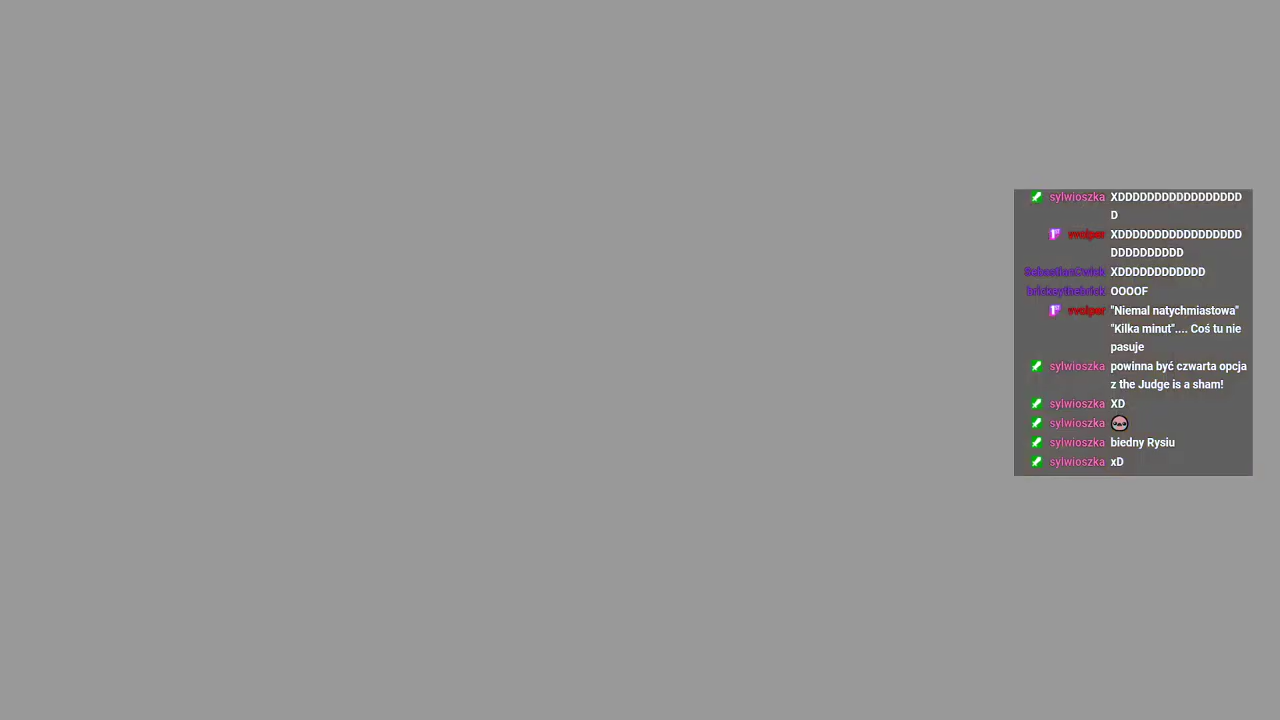 sylwioszka XDDDDDDDDDDDDDDDDD
D
XDDDDDDDDDDDDDDDDD
DDDDDDDDDD
XDDDDDDDDDDDD
brickeythebrick OOOOF
"Niemal natychmiastowa"
"Kilka minut".... Coś tu nie
pasuje
sylwioszka powinna być czwarta opcja
z the Judge is a sham!
sylwioszka XD
sylwioszka
sylwioszka biedny Rysiu
sylwioszka xD